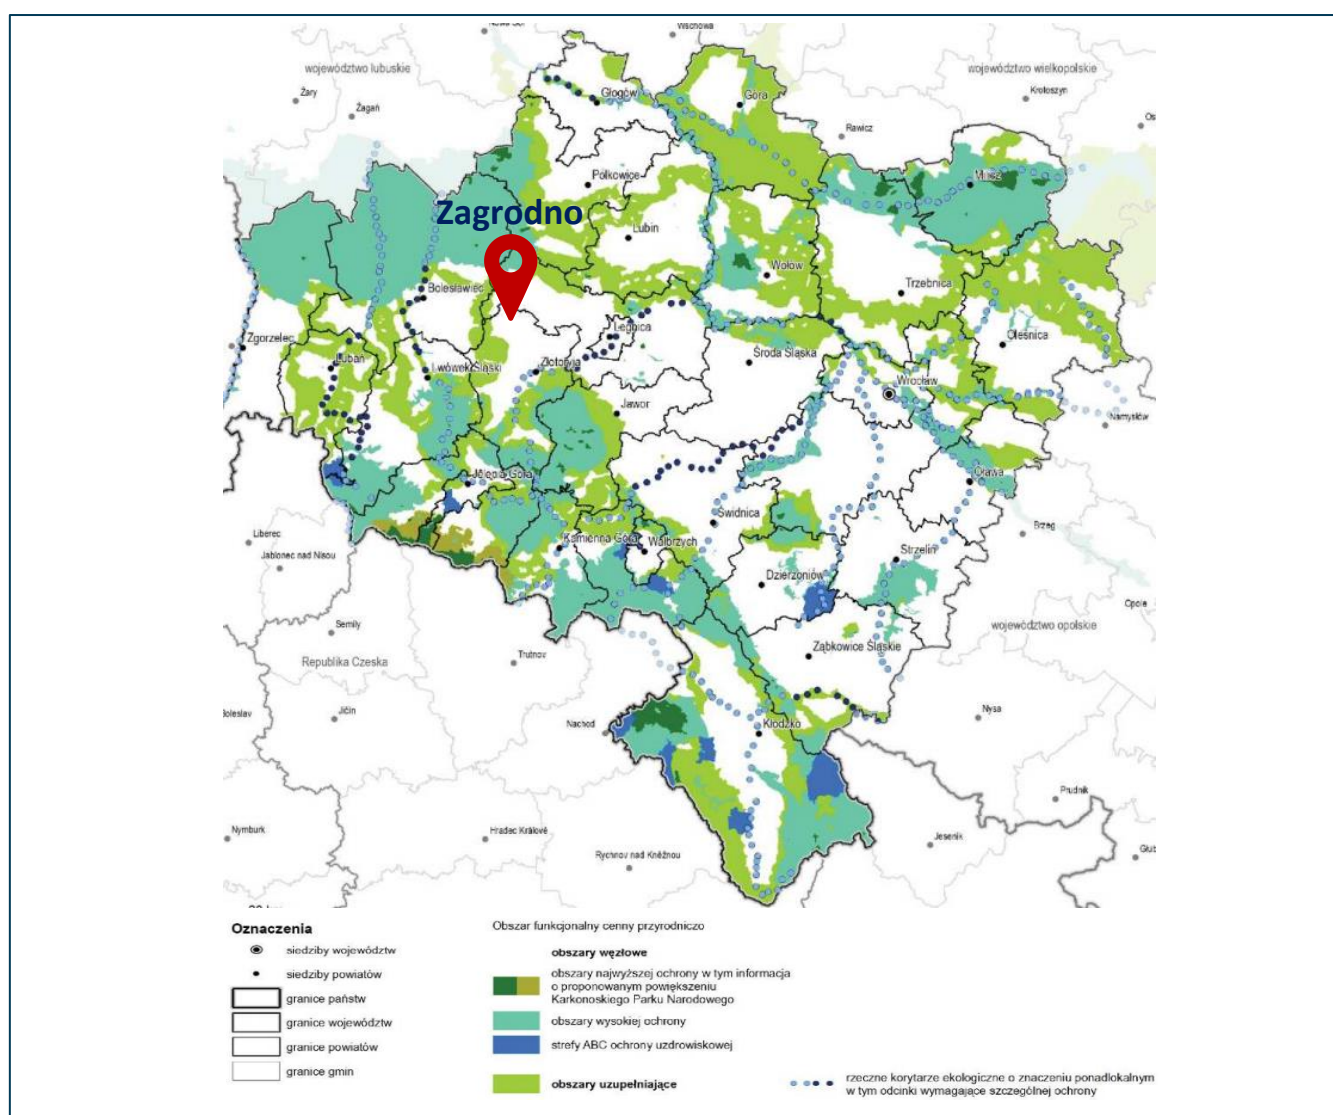 Wschowa
województwo lubuskie
województwo wielkopolskie
Żary
Żagań
Głogów
Góra
Krotoszyn
Rawicz
Polkowice
Milicz
Zagrodno
Lubin
Wołów
Trzebnica
Bolesławiec
Legnica
Oleśnica
Zgorzelec
Lubań
Lwówek Śląski
Złotoryja
Środa Śląska
Wrocław
Jawor
Namysłów
Jelenia Góra
Oława
Świdnica
Brzeg
Liberec
Jablonec nad Nisou
Kamienna Góra
Wałbrzych
Strzelin
Dzierżoniów
Opole
Semily
województwo opolskie
Republika Czeska
Trutnov
Ząbkowice Śląskie
Boleslav
Jičín
Nachod
Kłodzko
Nysa
Prudnik
Nymburk
Hradec Králové
Jesenik
Rychnov nad Kněžnou
Oznaczenia
siedziby województw
siedziby powiatów
granice państw
granice województw
granice powiatów
granice gmin
Obszar funkcjonalny cenny przyrodniczo
obszary węzłowe
obszary najwyższej ochrony w tym informacja
o proponowanym powiększeniu
Karkonoskiego Parku Narodowego
obszary wysokiej ochrony
strefy ABC ochrony uzdrowiskowej
obszary uzupełniające
rzeczne korytarze ekologiczne o znaczeniu ponadlokalnym
w tym odcinki wymagające szczególnej ochrony